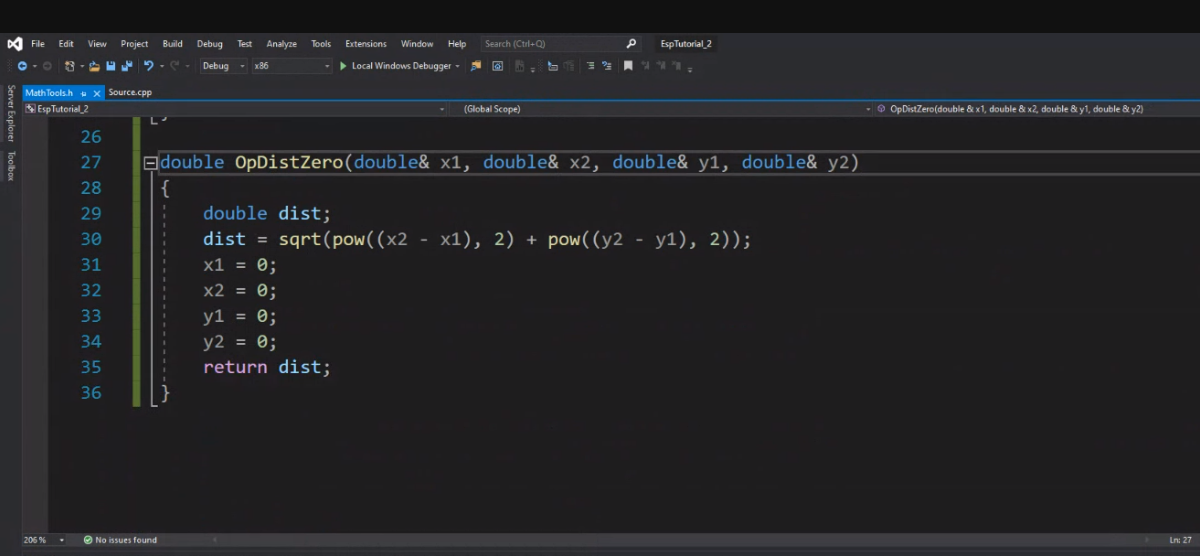 File Edit View Project Build Debug Test Analyze Tools Extensions Window Help Search (Ctrl+Q) EspTutorial_2
Debug x86 Local Windows Debugger
Server Explorer
Toolbox
MathTools.h Source.cpp
EspTutorial_2 (Global Scope) OpDistZero(double & x1, double & x2, double & y1, double & y2)
26
27 double OpDistZero(double& x1, double& x2, double& y1, double& y2)
28 {
29 double dist;
30 dist = sqrt(pow((x2 - x1), 2) + pow((y2 - y1), 2));
31 x1 = 0;
32 x2 = 0;
33 y1 = 0;
34 y2 = 0;
35 return dist;
36 }
206 % No issues found Ln: 27